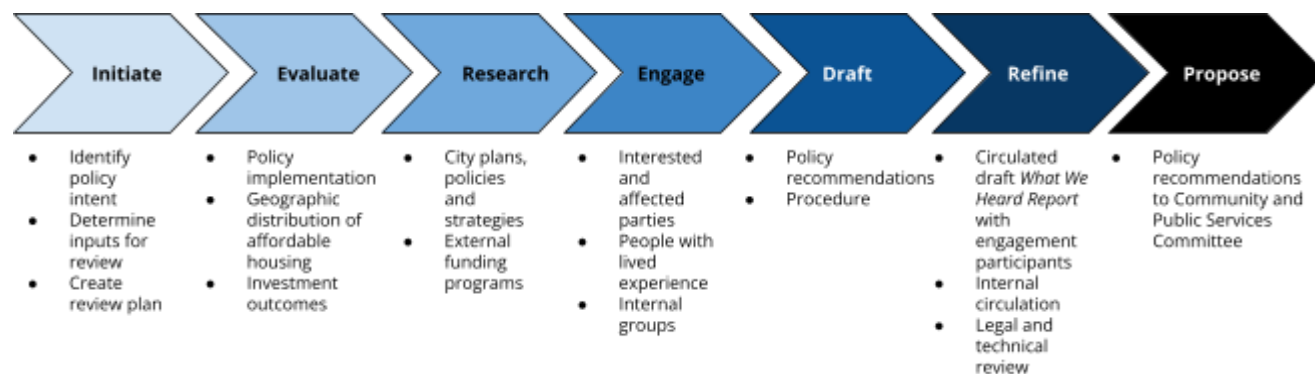 Initiate
Evaluate
Research
Engage
Draft
Refine
Propose
● Identify
policy
intent
● Determine
inputs for
review
● Create
review plan
● Policy
implementation
● Geographic
distribution of
affordable
housing
● Investment
outcomes
● City plans,
policies
and
strategies
● External
funding
programs
● Interested
and
affected
parties
● People with
lived
experience
● Internal
groups
● Policy
recommendations
● Procedure
● Circulated
draft What We
Heard Report
with
engagement
participants
● Internal
circulation
● Legal and
technical
review
● Policy
recommendations
to Community and
Public Services
Committee